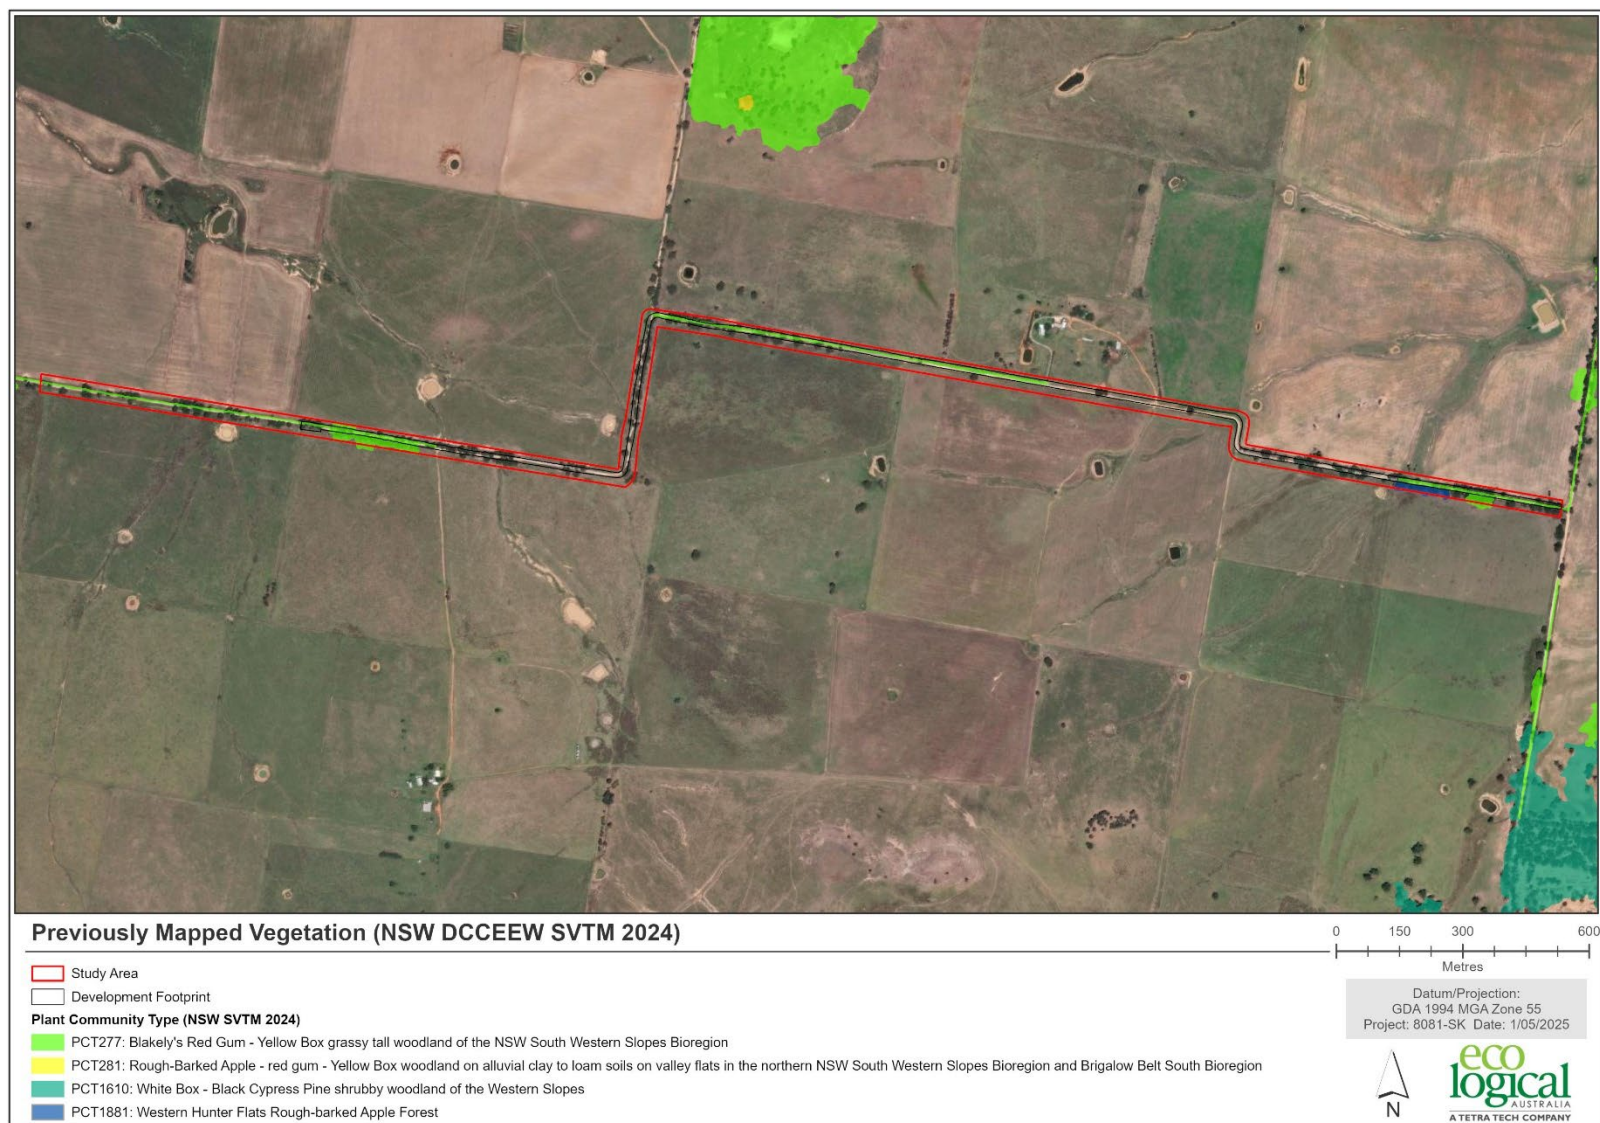 Previously Mapped Vegetation (NSW DCCEEW SVTM 2024)
0 150 300 600
Metres
Study Area
Development Footprint
Plant Community Type (NSW SVTM 2024)
PCT277: Blakely's Red Gum - Yellow Box grassy tall woodland of the NSW South Western Slopes Bioregion
PCT281: Rough-Barked Apple - red gum - Yellow Box woodland on alluvial clay to loam soils on valley flats in the northern NSW South Western Slopes Bioregion and Brigalow Belt South Bioregion
PCT1610: White Box - Black Cypress Pine shrubby woodland of the Western Slopes
PCT1881: Western Hunter Flats Rough-barked Apple Forest
Datum/Projection:
GDA 1994 MGA Zone 55
Project: 8081-SK Date: 1/05/2025
N
eco
logical
AUSTRALIA
A TETRA TECH COMPANY